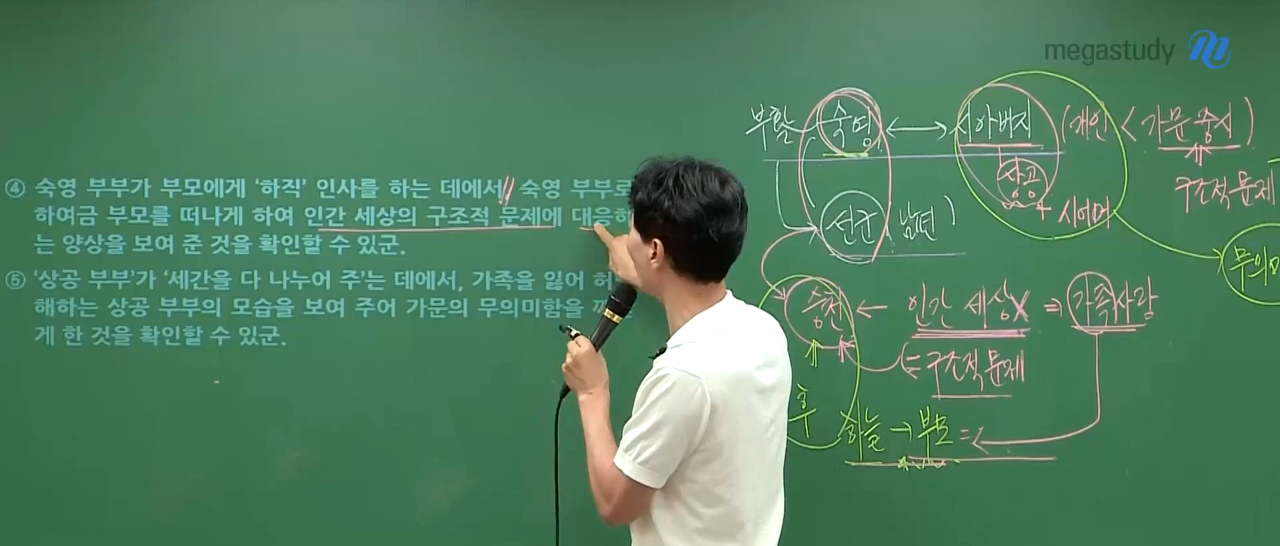 megastudy
④ 숙영 부부가 부모에게 '하직' 인사를 하는 데에서 숙영 부부로
하여금 부모를 떠나게 하여 인간 세상의 구조적 문제에 대응하
는 양상을 보여 준 것을 확인할 수 있군.
⑤ '상공 부부'가 '세간을 다 나누어 주'는 데에서, 가족을 잃어
해하는 상공 부부의 모습을 보여 주어 가문의 무의미함을
게 한 것을 확인할 수 있군.
부활 숙영 ↔ 시아버지 (개인 < 가문 중시)
상공
구조적 문제
시어머
선군 (남편)
승천 ← 인간 세상X ⇒ 가족사랑
(= 구조적 문제
후
하늘 → 부모 =